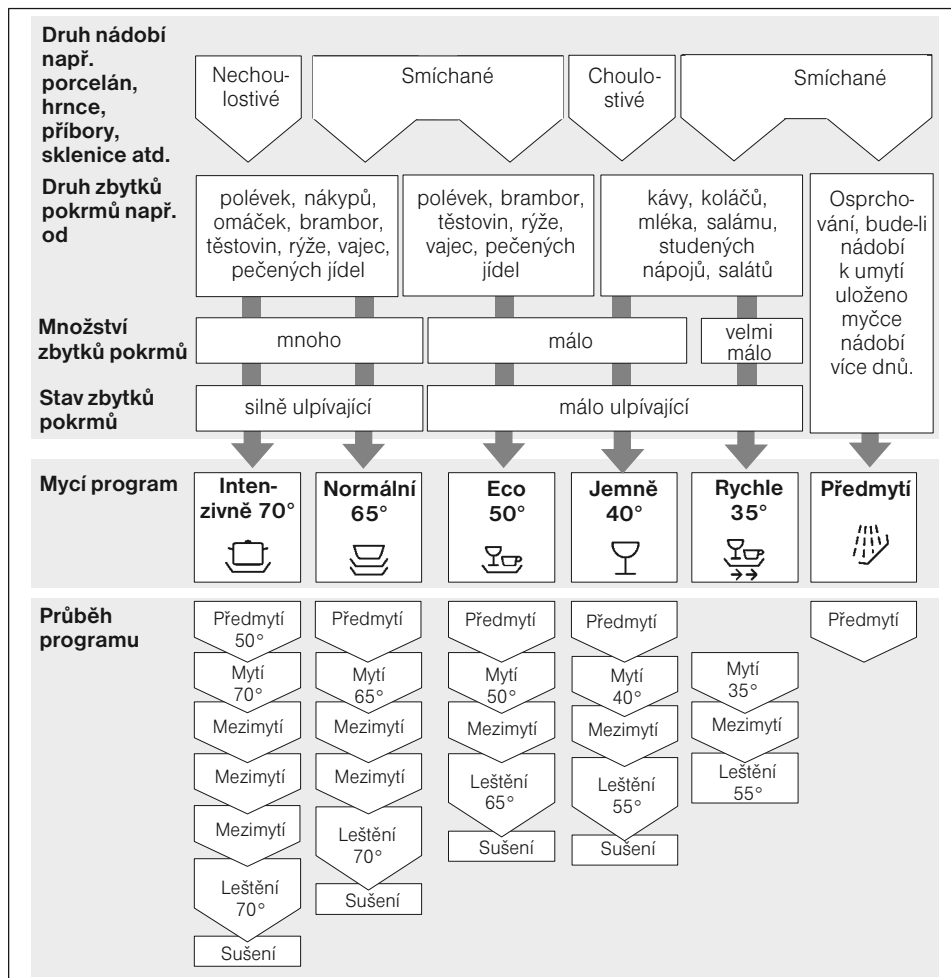 Druh nádobí
např.
porcelán,
hrnce,
příbory,
sklenice atd.
Nechou-
lostivé
Smíchané
Choulo-
stivé
Smíchané
Druh zbytků
pokrmů např.
od
polévek, nákypů,
omáček, brambor,
těstovin, rýže, vajec,
pečených jídel
polévek, brambor,
těstovin, rýže,
vajec, pečených
jídel
kávy, koláčů,
mléka, salámu,
studených
nápojů, salátů
Osprcho-
vání, bude-li
nádobí
k umytí
uloženo
myčce
nádobí
více dnů.
Množství
zbytků pokrmů
mnoho
málo
velmi
málo
Stav zbytků
pokrmů
silně ulpívající
málo ulpívající
Mycí program
Inten-
zivně 70°
Normální
65°
Eco
50°
Jemně
40°
Rychle
35°
Předmytí
Průběh
programu
Předmytí
50°
Mytí
70°
Mezimytí
Mezimytí
Mezimytí
Leštění
70°
Sušení
Předmytí
Mytí
65°
Mezimytí
Mezimytí
Leštění
70°
Sušení
Předmytí
Mytí
50°
Mezimytí
Leštění
65°
Sušení
Předmytí
Mytí
40°
Mezimytí
Leštění
55°
Sušení
Mytí
35°
Mezimytí
Leštění
55°
Předmytí